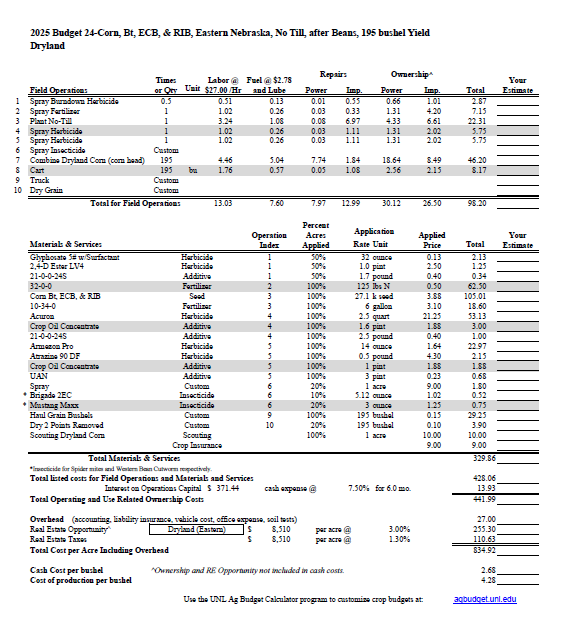 2025 Budget 24-Corn, Bt, ECB, & RIB, Eastern Nebraska, No Till, after Beans, 195 bushel Yield
Dryland
Repairs Ownership^
Times Labor @ Fuel @ $2.78 Your
Field Operations or Qty Unit $27.00 /Hr and Lube Power Imp. Power Imp. Total Estimate
1 Spray Burndown Herbicide 0.5 0.51 0.13 0.01 0.55 0.66 1.01 2.87
2 Spray Fertilizer 1 1.02 0.26 0.03 0.33 1.31 4.20 7.15
3 Plant No-Till 1 3.24 1.08 0.08 6.97 4.33 6.61 22.31
4 Spray Herbicide 1 1.02 0.26 0.03 1.11 1.31 2.02 5.75
5 Spray Herbicide 1 1.02 0.26 0.03 1.11 1.31 2.02 5.75
6 Spray Insecticide Custom
7 Combine Dryland Corn (corn head) 195 4.46 5.04 7.74 1.84 18.64 8.49 46.20
8 Cart 195 bu 1.76 0.57 0.05 1.08 2.56 2.15 8.17
9 Truck Custom
10 Dry Grain Custom
Total for Field Operations 13.03 7.60 7.97 12.99 30.12 26.50 98.20
Percent
Operation Acres Application Applied Your
Materials & Services Index Applied Rate Unit Price Total Estimate
Glyphosate 5# w/Surfactant Herbicide 1 50% 32 ounce 0.13 2.13
2,4-D Ester LV4 Herbicide 1 50% 1.0 pint 2.50 1.25
21-0-0-24S Additive 1 50% 1.7 pound 0.40 0.34
32-0-0 Fertilizer 2 100% 125 lbs N 0.50 62.50
Corn Bt, ECB, & RIB Seed 3 100% 27.1 k seed 3.88 105.01
10-34-0 Fertilizer 3 100% 6 gallon 3.10 18.60
Acuron Herbicide 4 100% 2.5 quart 21.25 53.13
Crop Oil Concentrate Additive 4 100% 1.6 pint 1.88 3.00
21-0-0-24S Additive 4 100% 2.5 pound 0.40 1.00
Armezon Pro Herbicide 5 100% 14 ounce 1.64 22.97
Atrazine 90 DF Herbicide 5 100% 0.5 pound 4.30 2.15
Crop Oil Concentrate Additive 5 100% 1 pint 1.88 1.88
UAN Additive 5 100% 3 pint 0.23 0.68
Spray Custom 6 20% 1 acre 9.00 1.80
* Brigade 2EC Insecticide 6 10% 5.12 ounce 1.02 0.52
* Mustang Maxx Insecticide 6 20% 3 ounce 1.25 0.75
Haul Grain Bushels Custom 9 100% 195 bushel 0.15 29.25
Dry 2 Points Removed Custom 10 20% 195 bushel 0.10 3.90
Scouting Dryland Corn Scouting 100% 1 acre 10.00 10.00
Crop Insurance 9.00 9.00
Total Materials & Services 329.86
*Insecticide for Spider mites and Western Bean Cutworm respectively.
Total listed costs for Field Operations and Materials and Services 428.06
Interest on Operations Capital $ 371.44 cash expense @ 7.50% for 6.0 mo. 13.93
Total Operating and Use Related Ownership Costs 441.99
Overhead (accounting, liability insurance, vehicle cost, office expense, soil tests) 27.00
Real Estate Opportunity^ Dryland (Eastern) $ 8,510 per acre @ 3.00% 255.30
Real Estate Taxes $ 8,510 per acre @ 1.30% 110.63
Total Cost per Acre Including Overhead 834.92
Cash Cost per bushel ^Ownership and RE Opportunity not included in cash costs. 2.68
Cost of production per bushel 4.28
Use the UNL Ag Budget Calculator program to customize crop budgets at: agbudget.unl.edu